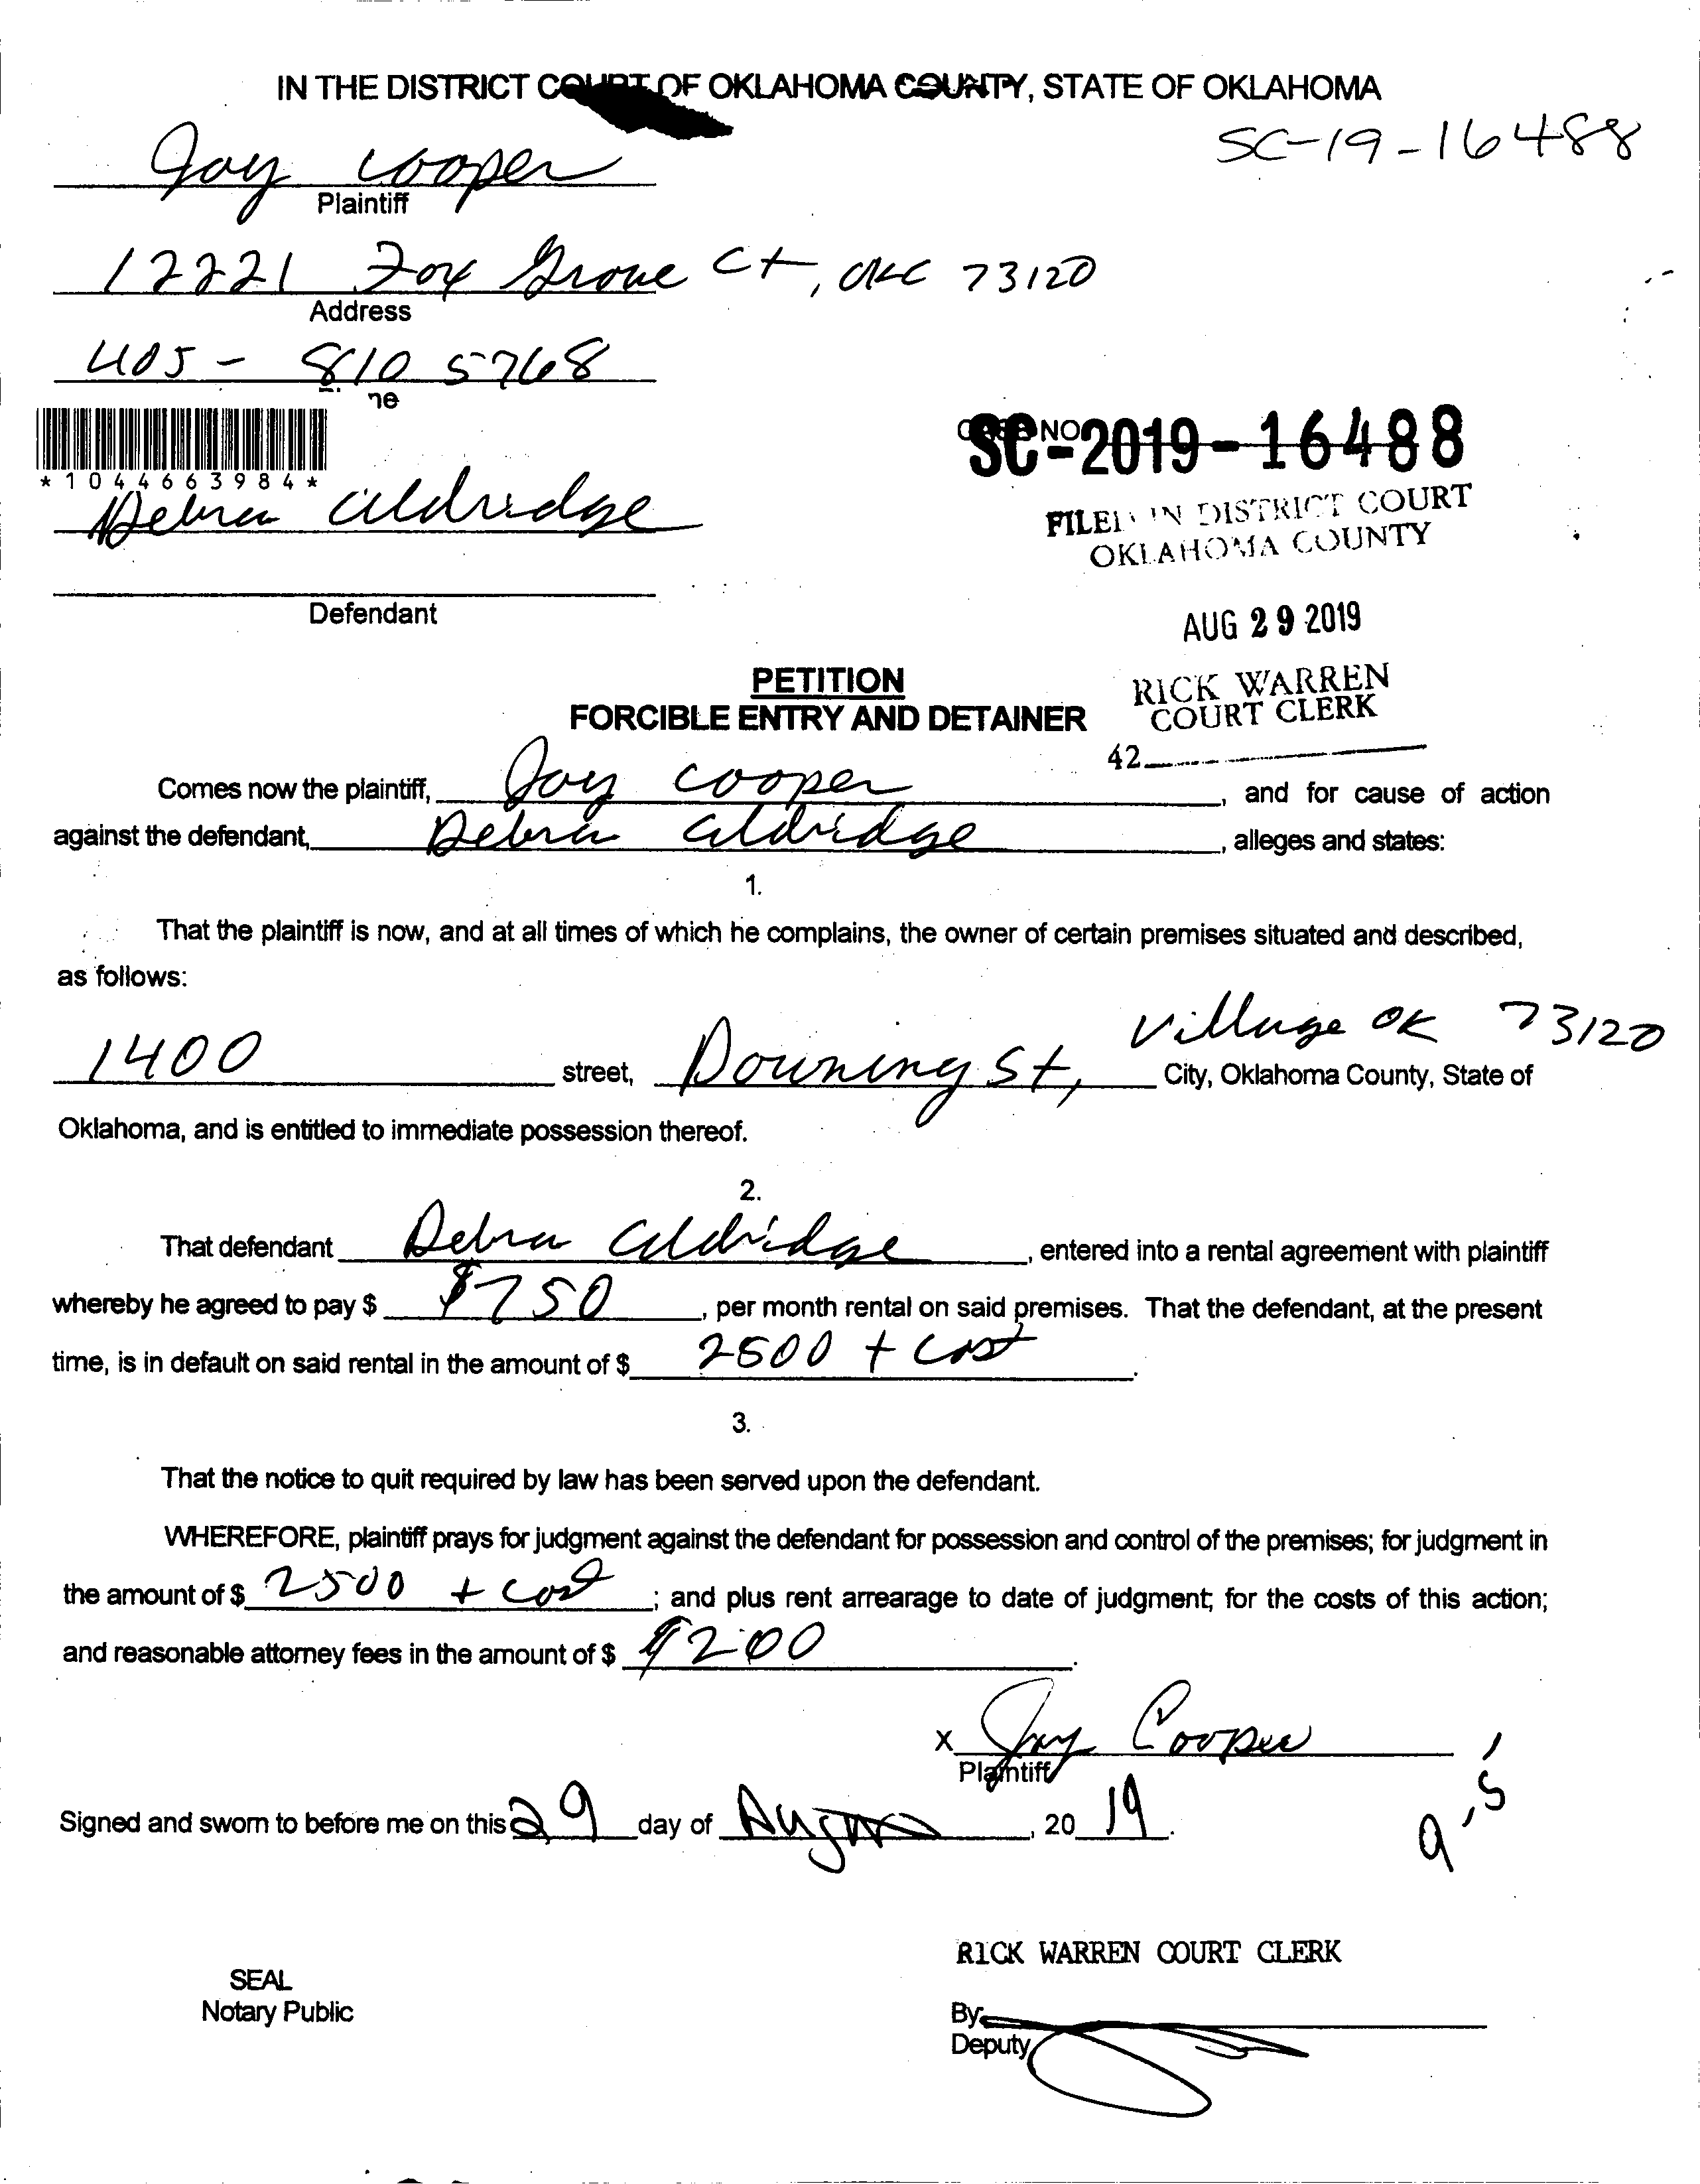 IN THE DISTRICT COURT OF OKLAHOMA COUNTY, STATE OF OKLAHOMA
SC-19-16488
Joy Cooper
Plaintiff
12221 Fox Grove Ct, OKC 73120
Address
405- 810 5768
ne
*1044663984*
SC-2019-16488
NO
Debra Aldridge
FILED IN DISTRICT COURT
OKLAHOMA COUNTY
Defendant
AUG 29 2019
PETITION
FORCIBLE ENTRY AND DETAINER
RICK WARREN
COURT CLERK
42
Comes now the plaintiff, Joy Cooper, and for cause of action
against the defendant, Debra Aldridge, alleges and states:
1.
That the plaintiff is now, and at all times of which he complains, the owner of certain premises situated and described,
as follows:
Village OK 73120
1400 street, Downing St, City, Oklahoma County, State of
Oklahoma, and is entitled to immediate possession thereof.
2.
That defendant Debra Aldridge, entered into a rental agreement with plaintiff
whereby he agreed to pay $ $750, per month rental on said premises. That the defendant, at the present
time, is in default on said rental in the amount of $ 2500 + cost.
3.
That the notice to quit required by law has been served upon the defendant.
WHEREFORE, plaintiff prays for judgment against the defendant for possession and control of the premises; for judgment in
the amount of $ 2500 + cost; and plus rent arrearage to date of judgment; for the costs of this action;
and reasonable attorney fees in the amount of $ $200.
X Joy Cooper
Plaintiff
Signed and sworn to before me on this 29 day of August, 20 19.
RICK WARREN COURT CLERK
SEAL
Notary Public
By
Deputy